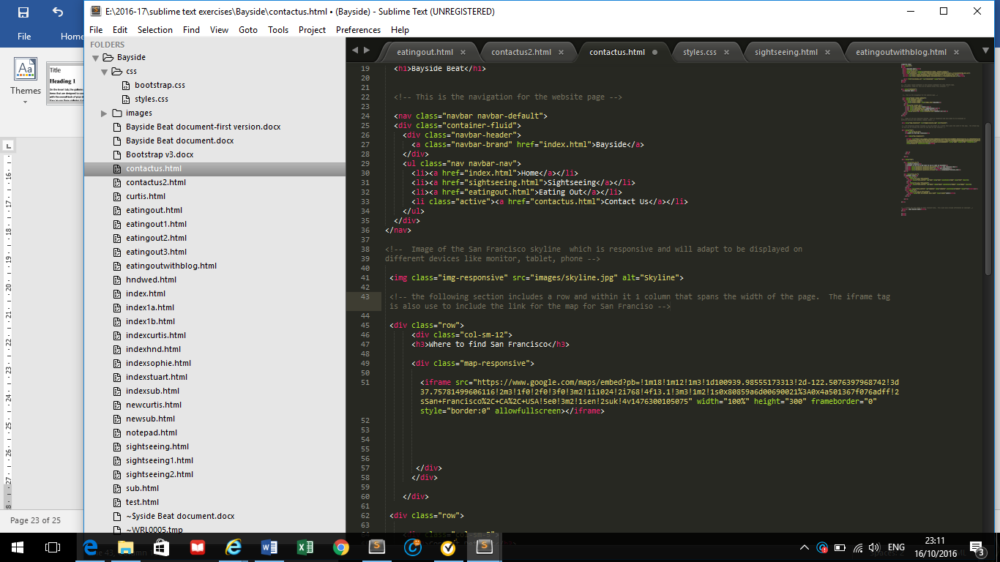 E:\2016-17\sublime text exercises\Bayside\contactus.html • (Bayside) - Sublime Text (UNREGISTERED)
File Home
File Edit Selection Find View Goto Tools Project Preferences Help
Themes
Title
Heading 1
FOLDERS
Bayside
css
bootstrap.css
styles.css
images
Bayside Beat document-first version.docx
Bayside Beat document.docx
Bootstrap v3.docx
contactus.html
contactus2.html
curtis.html
eatingout.html
eatingout1.html
eatingout2.html
eatingout3.html
eatingoutwithblog.html
hndwed.html
index.html
index1a.html
index1b.html
indexcurtis.html
indexhnd.html
indexsophie.html
indexstuart.html
indexsub.html
newcurtis.html
newsub.html
notepad.html
sightseeing.html
sightseeing1.html
sightseeing2.html
sub.html
test.html
~$yside Beat document.docx
~WRL0005.tmp
eatingout.html × contactus2.html × contactus.html styles.css × sightseeing.html × eatingoutwithblog.html ×
19 <h1>Bayside Beat</h1>
20
21
22 <!-- This is the navigation for the website page -->
23
24 <nav class="navbar navbar-default">
25 <div class="container-fluid">
26 <div class="navbar-header">
27 <a class="navbar-brand" href="index.html">Bayside</a>
28 </div>
29 <ul class="nav navbar-nav">
30 <li><a href="index.html">Home</a></li>
31 <li><a href="sightseeing.html">Sightseeing</a></li>
32 <li><a href="eatingout.html">Eating Out</a></li>
33 <li class="active"><a href="contactus.html">Contact Us</a></li>
34 </ul>
35 </div>
36 </nav>
37
38 <!-- Image of the San Francisco skyline which is responsive and will adapt to be displayed on
39 different devices like monitor, tablet, phone -->
40
41 <img class="img-responsive" src="images/skyline.jpg" alt="Skyline">
42
43 <!-- the following section includes a row and within it 1 column that spans the width of the page. The iframe tag
is also use to include the link for the map for San Franciso -->
44
45 <div class="row">
46 <div class="col-sm-12">
47 <h3>Where to find San Francisco</h3>
48
49 <div class="map-responsive">
50
51 <iframe src="https://www.google.com/maps/embed?pb=!1m18!1m12!1m3!1d100939.98555173313!2d-122.5076397968742!3d
37.75781499606116!2m3!1f0!2f0!3f0!3m2!1i1024!2i768!4f13.1!3m3!1m2!1s0x80859a6d00690021%3A0x4a501367f076adff!2
sSan+Francisco%2C+CA%2C+USA!5e0!3m2!1sen!2suk!4v1476300105075" width="100%" height="300" frameborder="0"
style="border:0" allowfullscreen></iframe>
52
53
54
55
56
57 </div>
58 </div>
59
60 </div>
61
62 <div class="row">
63
Page 23 of 25
ENG
23:11
16/10/2016
3